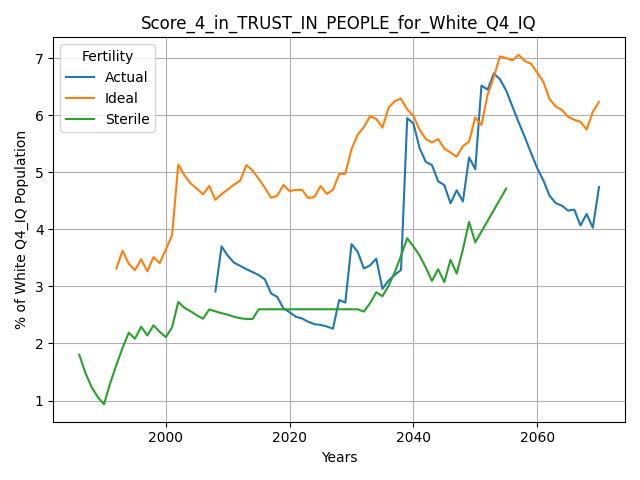 Score_4_in_TRUST_IN_PEOPLE_for_White_Q4_IQ
Fertility
Actual
Ideal
Sterile
% of White Q4_IQ Population
7
6
5
4
3
2
1
2000 2020 2040 2060
Years